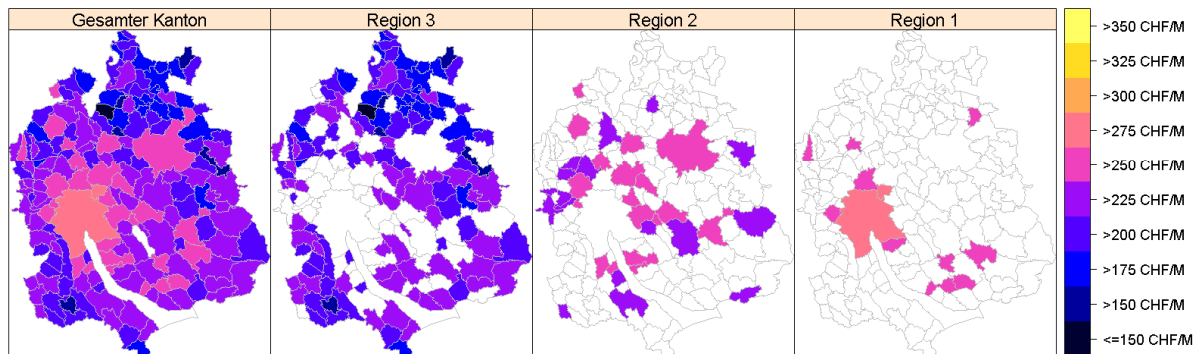 Gesamter Kanton
Region 3
Region 2
Region 1
>350 CHF/M
>325 CHF/M
>300 CHF/M
>275 CHF/M
>250 CHF/M
>225 CHF/M
>200 CHF/M
>175 CHF/M
>150 CHF/M
<=150 CHF/M